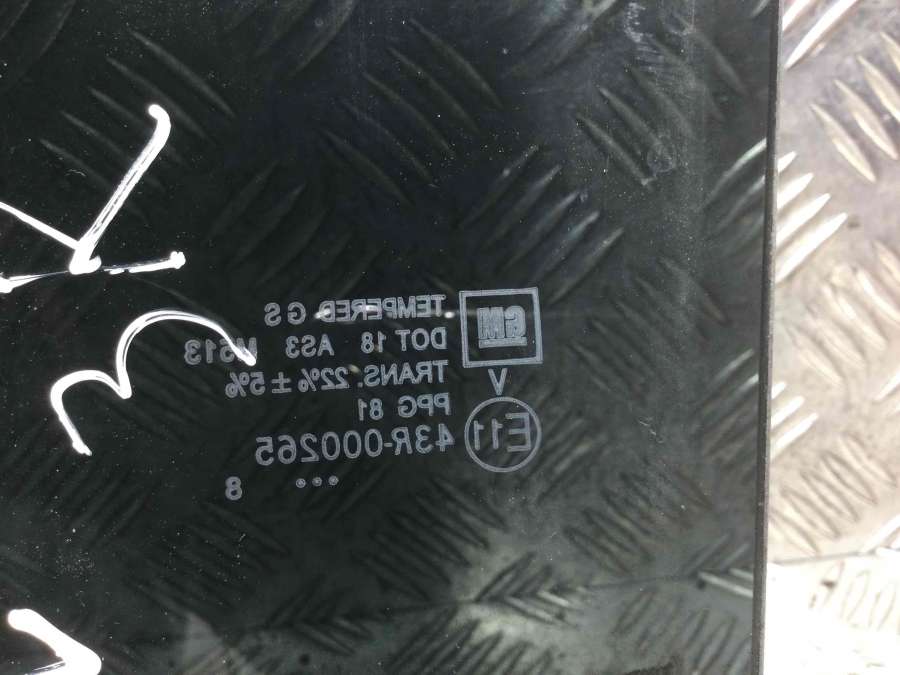 GM TEMPERED G S
DOT 18 AS3 M513
V TRANS. 22% ± 5%
PPG 81
E11 43R-000265
... 8